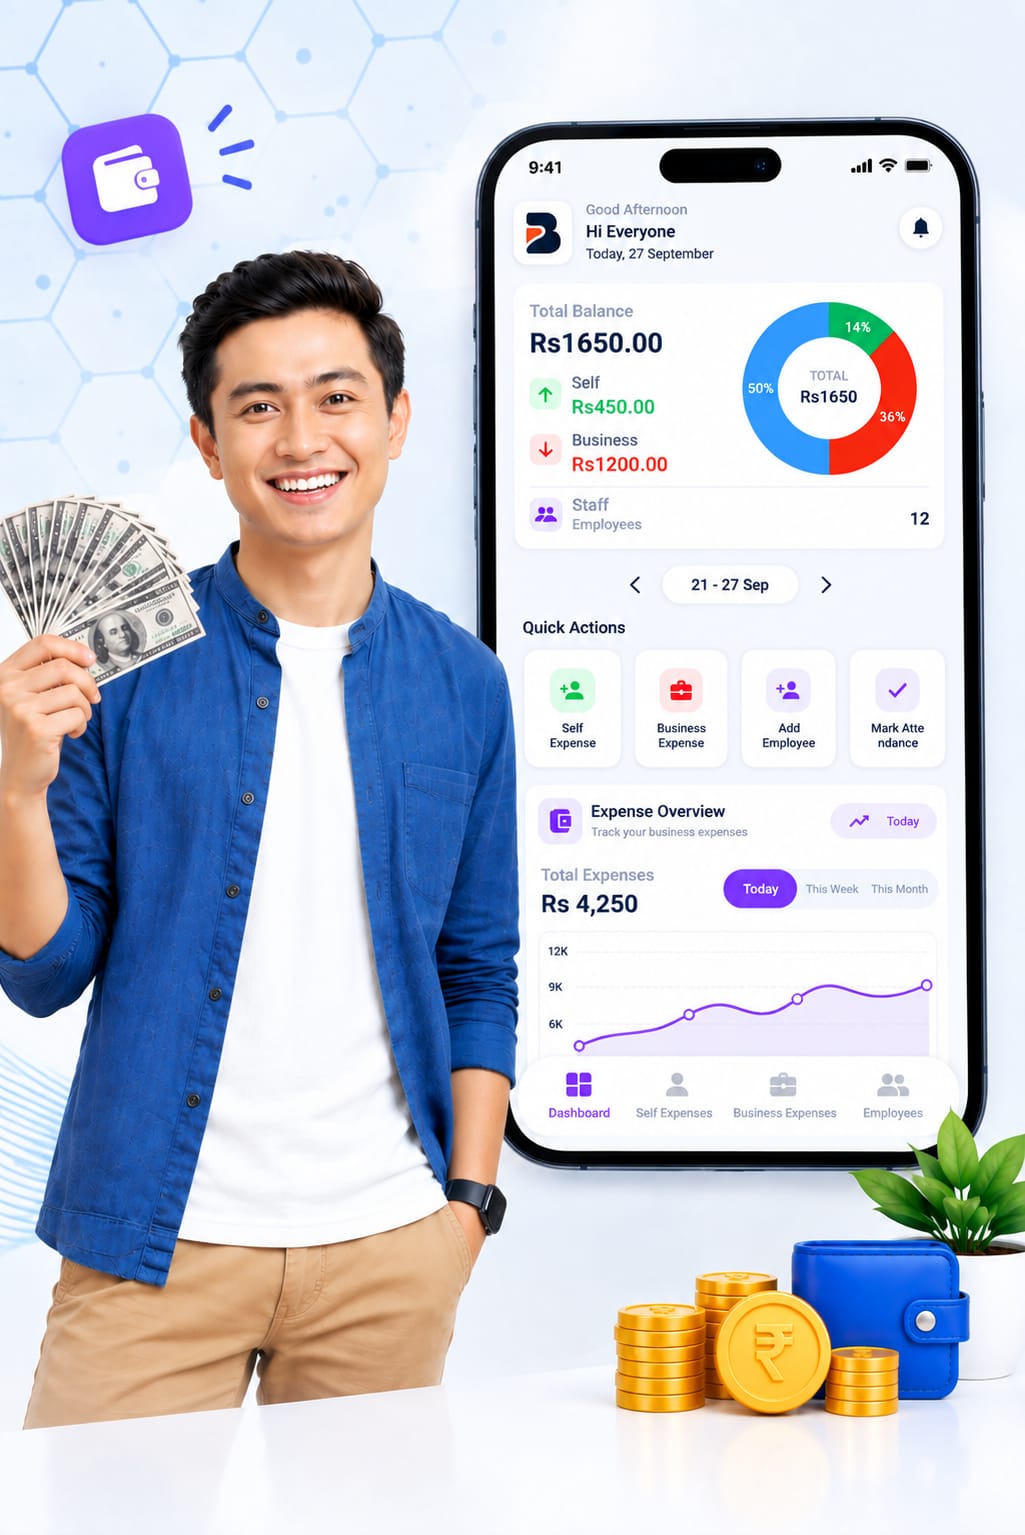 9:41
Good Afternoon
Hi Everyone
Today, 27 September
Total Balance
Rs1650.00
Self
Rs450.00
Business
Rs1200.00
14%
50%
36%
TOTAL
Rs1650
Staff
Employees
12
21 - 27 Sep
Quick Actions
Self
Expense
Business
Expense
Add
Employee
Mark Atte
ndance
Expense Overview
Track your business expenses
Today
Total Expenses
Rs 4,250
Today
This Week
This Month
12K
9K
6K
Dashboard
Self Expenses
Business Expenses
Employees
₹